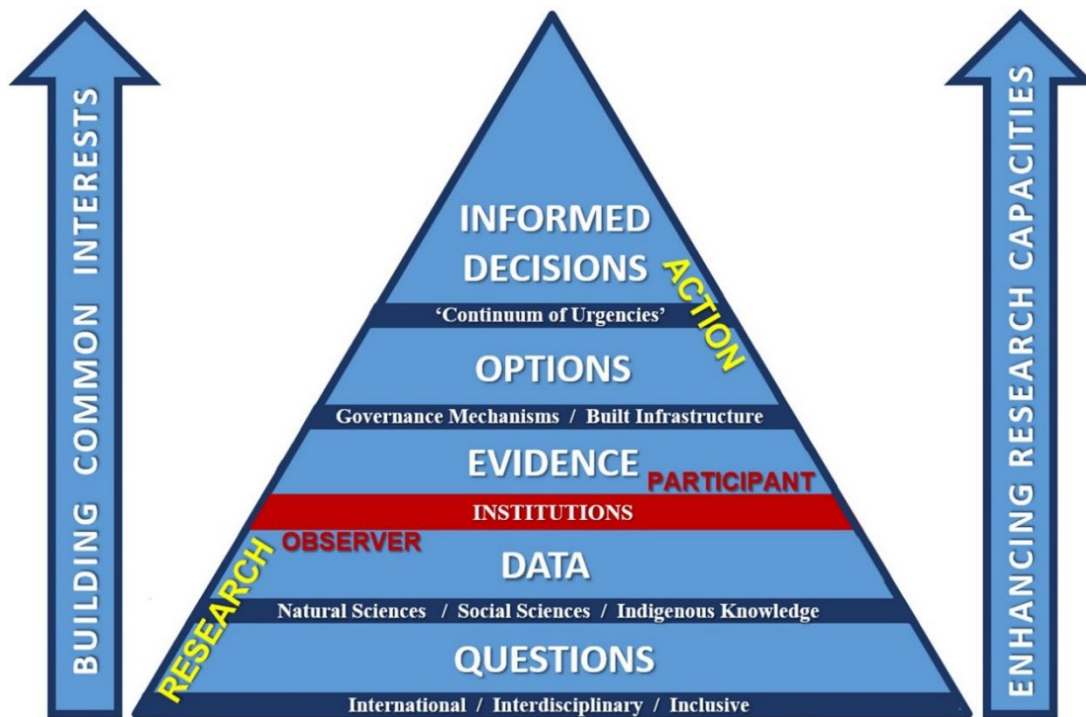 BUILDING COMMON INTERESTS
INFORMED
DECISIONS
ACTION
‘Continuum of Urgencies’
OPTIONS
Governance Mechanisms / Built Infrastructure
EVIDENCE
PARTICIPANT
INSTITUTIONS
OBSERVER
RESEARCH
DATA
Natural Sciences / Social Sciences / Indigenous Knowledge
QUESTIONS
International / Interdisciplinary / Inclusive
ENHANCING RESEARCH CAPACITIES